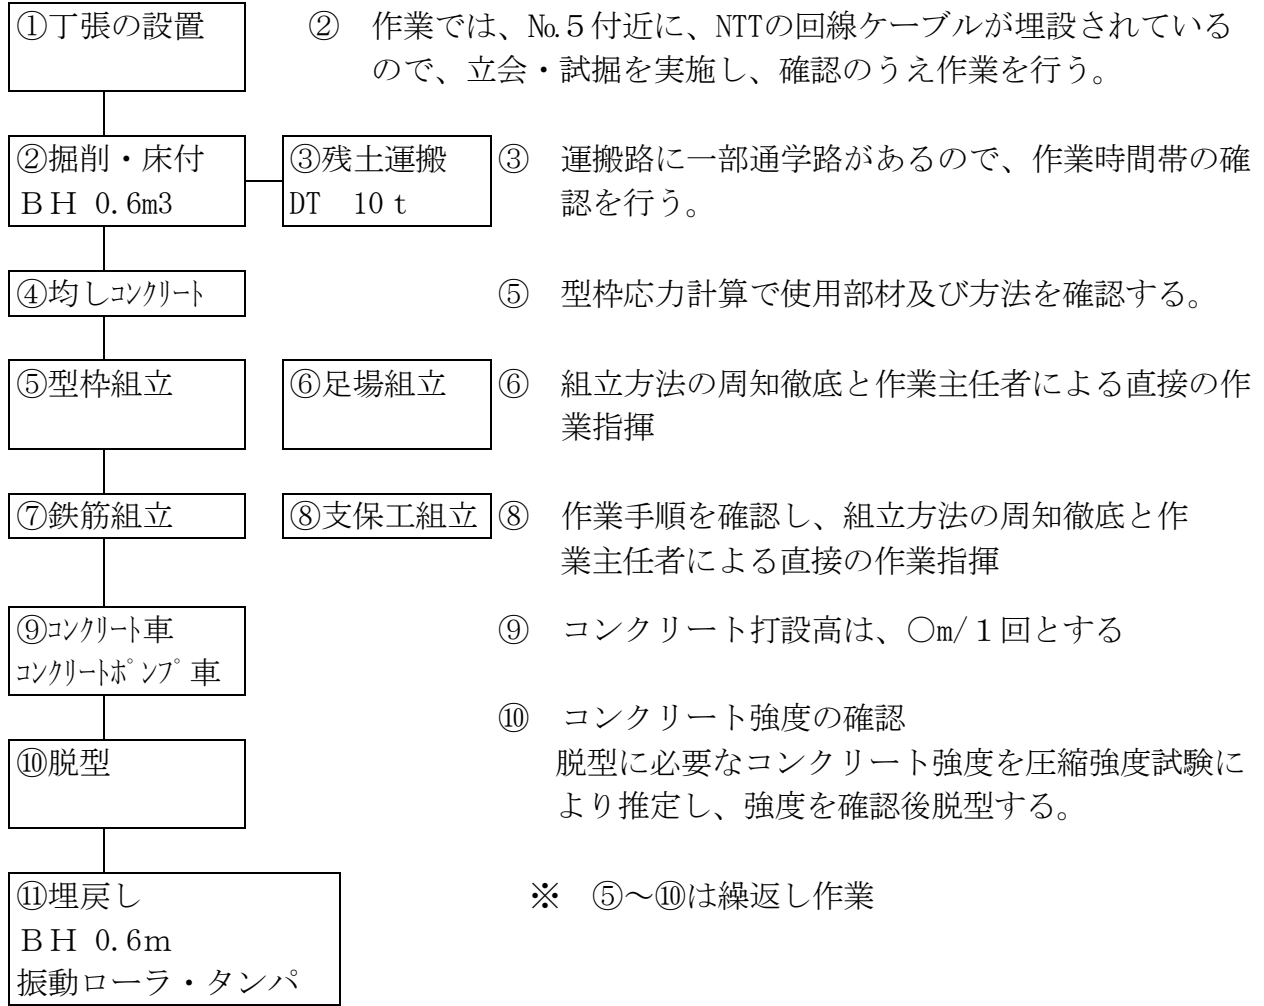 ①丁張の設置
② 作業では、№５付近に、NTTの回線ケーブルが埋設されている
ので、立会・試掘を実施し、確認のうえ作業を行う。
②掘削・床付
ＢＨ 0.6m3
③残土運搬
DT 10ｔ
③ 運搬路に一部通学路があるので、作業時間帯の確
認を行う。
④均しｺﾝｸﾘｰﾄ
⑤ 型枠応力計算で使用部材及び方法を確認する。
⑤型枠組立
⑥足場組立
⑥ 組立方法の周知徹底と作業主任者による直接の作
業指揮
⑦鉄筋組立
⑧支保工組立
⑧ 作業手順を確認し、組立方法の周知徹底と作
業主任者による直接の作業指揮
⑨ｺﾝｸﾘｰﾄ車
ｺﾝｸﾘｰﾄﾎﾟﾝﾌﾟ車
⑨ コンクリート打設高は、○m/１回とする
⑩ コンクリート強度の確認
脱型に必要なコンクリート強度を圧縮強度試験に
より推定し、強度を確認後脱型する。
⑩脱型
⑪埋戻し
ＢＨ 0.6ｍ
振動ローラ・タンパ
※ ⑤～⑩は繰返し作業